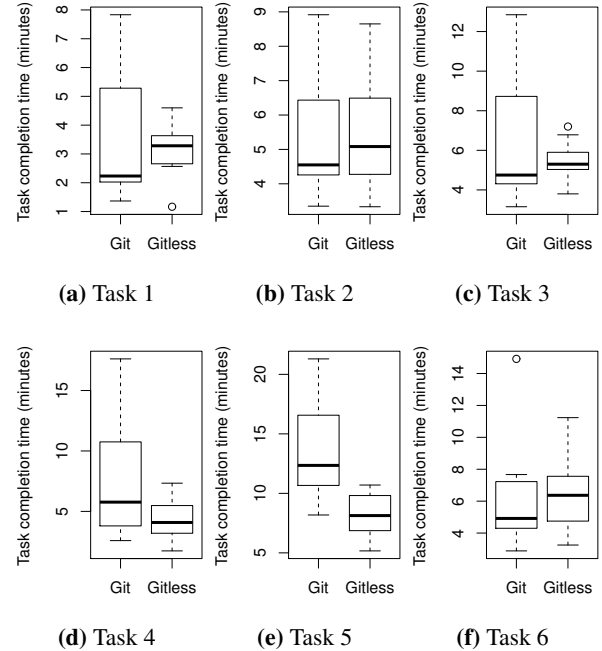 Task completion time (minutes)
1 2 3 4 5 6 7 8
Git Gitless
(a) Task 1
Task completion time (minutes)
4 5 6 7 8 9
Git Gitless
(b) Task 2
Task completion time (minutes)
4 6 8 10 12
Git Gitless
(c) Task 3
Task completion time (minutes)
5 10 15
Git Gitless
(d) Task 4
Task completion time (minutes)
5 10 15 20
Git Gitless
(e) Task 5
Task completion time (minutes)
4 6 8 10 12 14
Git Gitless
(f) Task 6